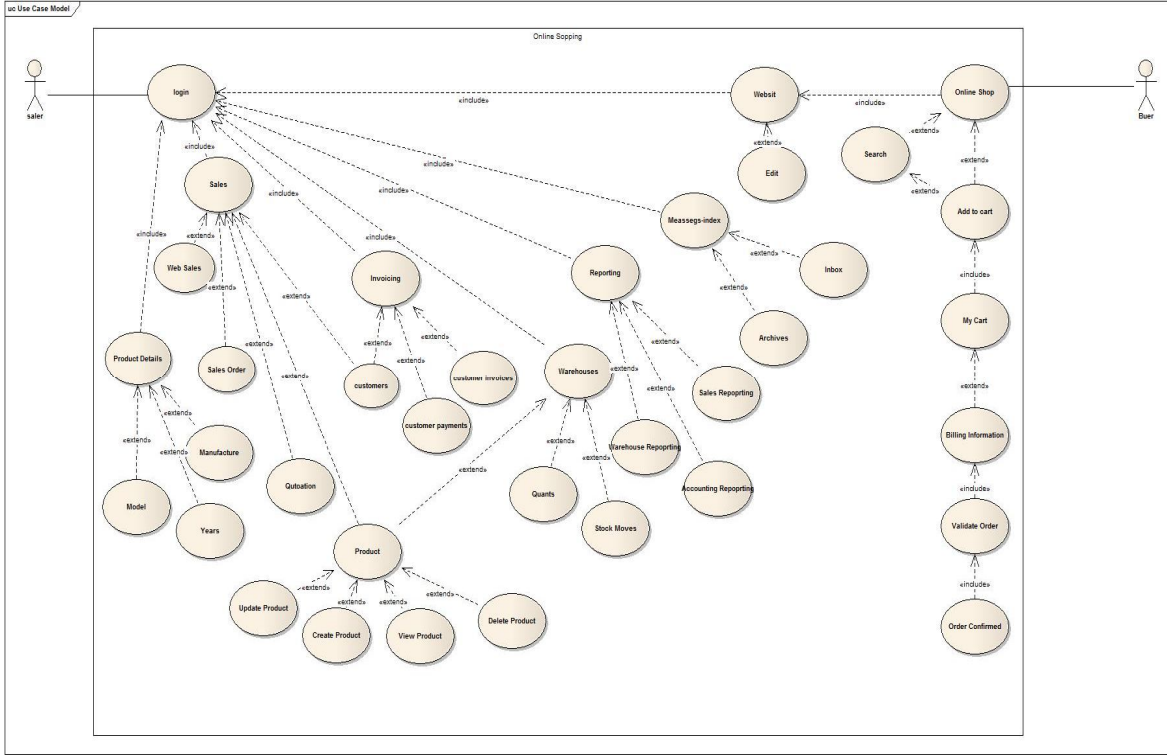 uc Use Case Model
Online Sopping
saler
login
«include»
Websit
«include»
Online Shop
Buer
«extend»
Search
«extend»
«extend»
«extend»
Edit
«include»
Sales
«include»
«include»
Meassegs-index
Add to cart
«include»
«include»
«include»
«extend»
Web Sales
«extend»
Inbox
Invoicing
Reporting
«include»
«extend»
«extend»
«extend»
My Cart
Archives
Product Details
Sales Order
«extend»
«extend»
«extend»
customers
customer invoices
Warehouses
«extend»
Sales Repoprting
«extend»
«extend»
«extend»
«extend»
customer payments
«extend»
Manufacture
Warehouse Repoprting
Billing Information
«extend»
«extend»
«extend»
«extend»
«extend»
Qutoation
Quants
Accounting Repoprting
«include»
Model
Years
Stock Moves
Validate Order
Product
«extend»
«extend»
«extend»
«extend»
«include»
Update Product
Create Product
View Product
Delete Product
Order Confirmed